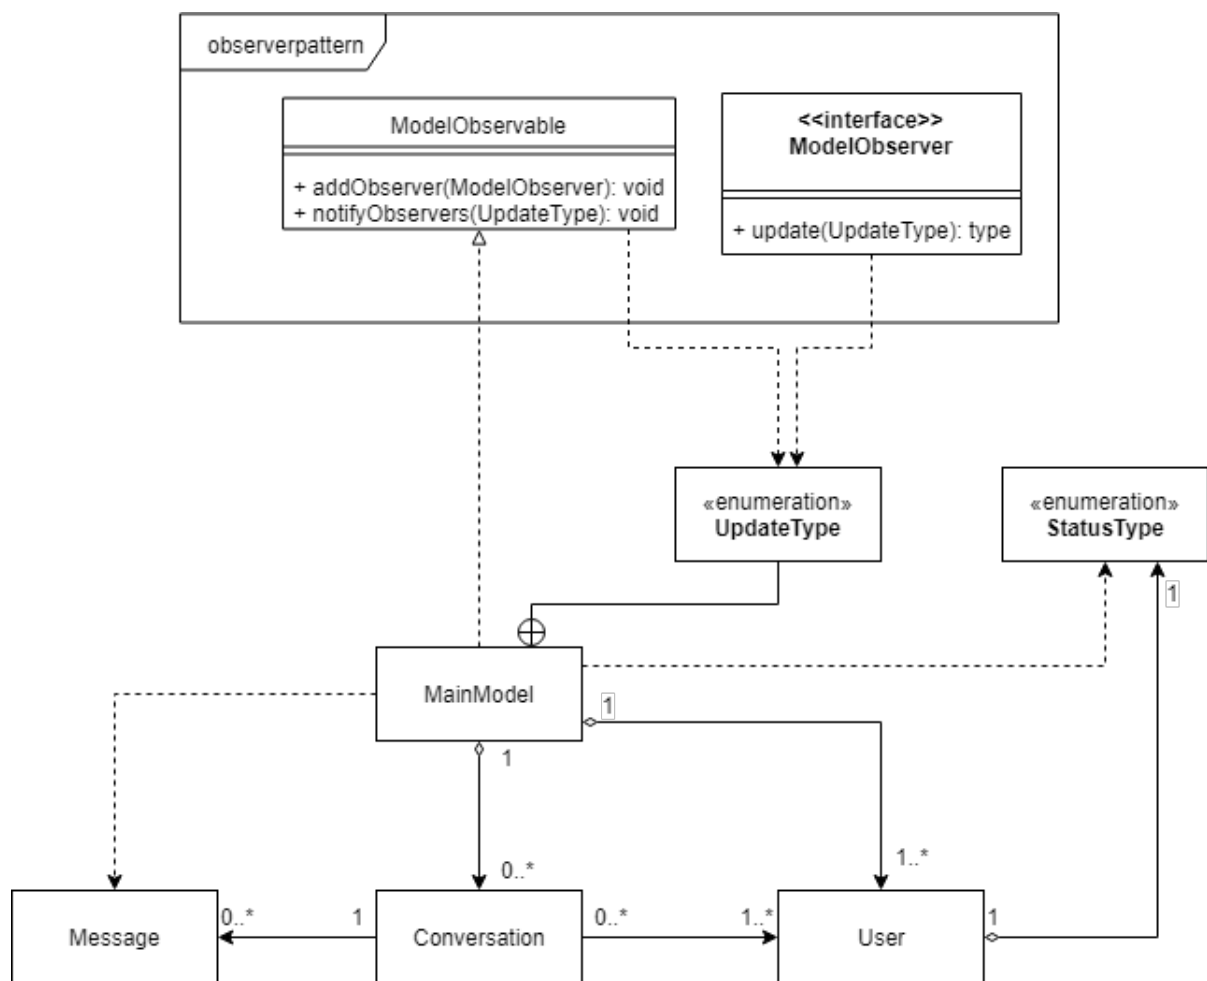 observerpattern
ModelObservable
+ addObserver(ModelObserver): void
+ notifyObservers(UpdateType): void
<<interface>>
ModelObserver
+ update(UpdateType): type
«enumeration»
UpdateType
«enumeration»
StatusType
1
MainModel
1
1
0..*
1..*
Message
0..*
1
Conversation
0..*
1..*
User
1